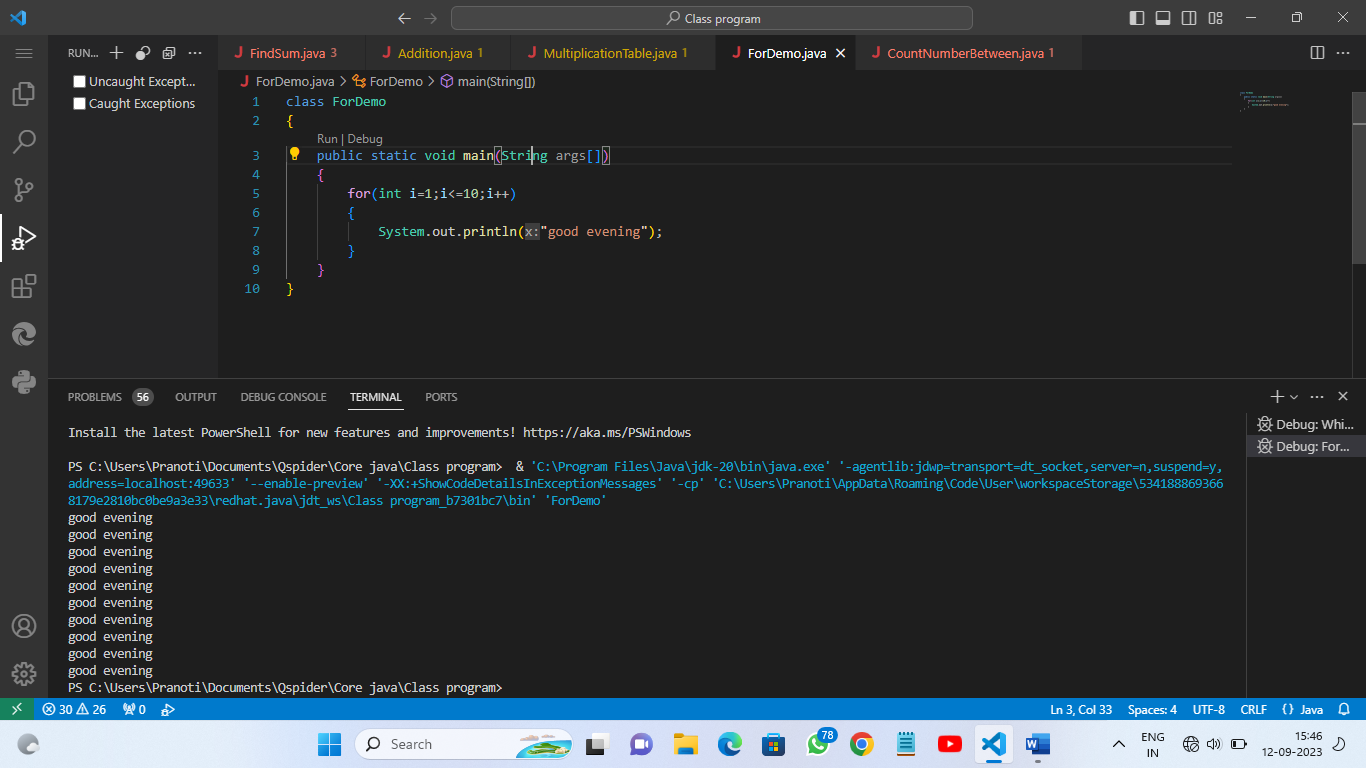 Class program
RUN...
FindSum.java 3
Addition.java 1
MultiplicationTable.java 1
ForDemo.java
CountNumberBetween.java 1
Uncaught Except...
Caught Exceptions
ForDemo.java > ForDemo > main(String[])
1 class ForDemo
2 {
Run | Debug
3 public static void main(String args[])
4 {
5 for(int i=1;i<=10;i++)
6 {
7 System.out.println(x:"good evening");
8 }
9 }
10 }
PROBLEMS 56 OUTPUT DEBUG CONSOLE TERMINAL PORTS
Install the latest PowerShell for new features and improvements! https://aka.ms/PSWindows
Debug: Whi...
Debug: For...
PS C:\Users\Pranoti\Documents\Qspider\Core java\Class program>  & 'C:\Program Files\Java\jdk-20\bin\java.exe' '-agentlib:jdwp=transport=dt_socket,server=n,suspend=y,
address=localhost:49633' '--enable-preview' '-XX:+ShowCodeDetailsInExceptionMessages' '-cp' 'C:\Users\Pranoti\AppData\Roaming\Code\User\workspaceStorage\534188869366
8179e2810bc0be9a3e33\redhat.java\jdt_ws\Class program_b7301bc7\bin' 'ForDemo'
good evening
good evening
good evening
good evening
good evening
good evening
good evening
good evening
good evening
good evening
PS C:\Users\Pranoti\Documents\Qspider\Core java\Class program>
30 26 0 Ln 3, Col 33 Spaces: 4 UTF-8 CRLF {} Java
Search
78
ENG
IN
15:46
12-09-2023